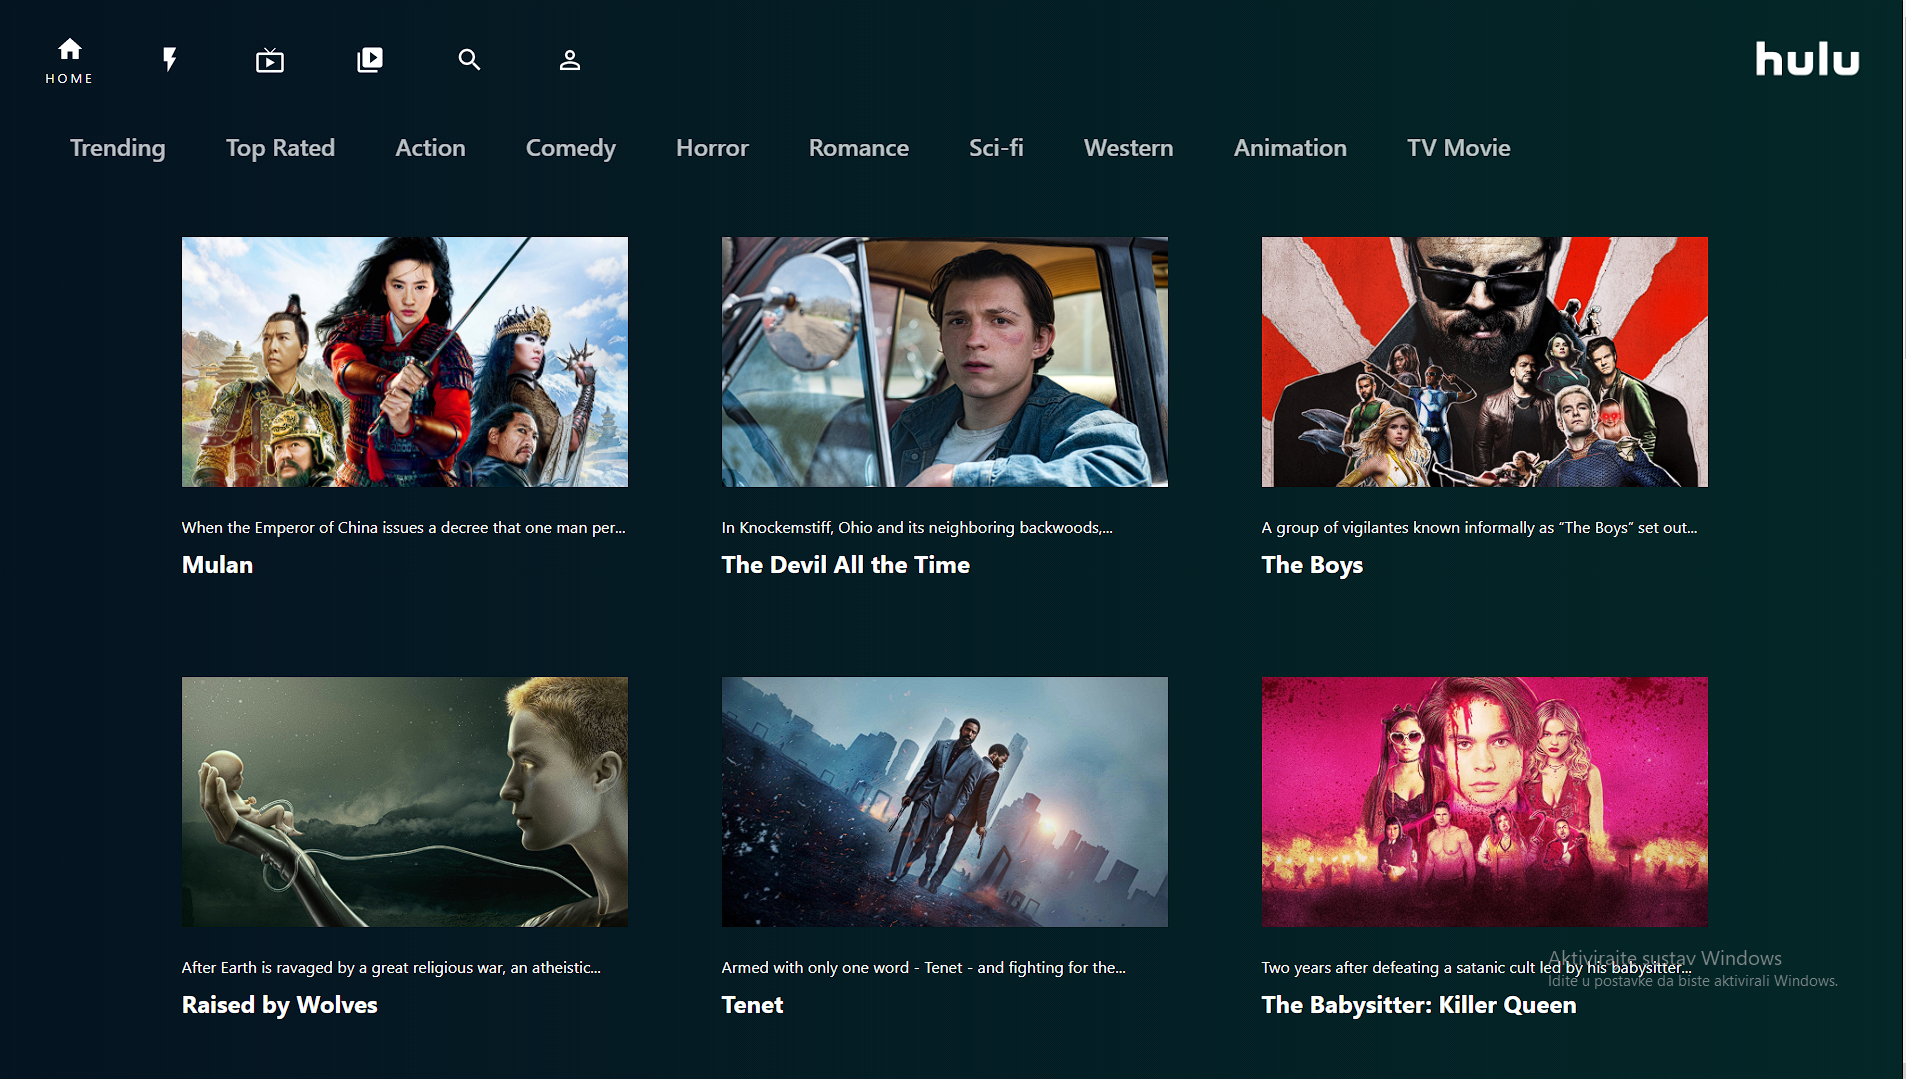 HOME
hulu
Trending Top Rated Action Comedy Horror Romance Sci-fi Western Animation TV Movie
When the Emperor of China issues a decree that one man per...
Mulan
In Knockemstiff, Ohio and its neighboring backwoods,...
The Devil All the Time
A group of vigilantes known informally as “The Boys” set out...
The Boys
After Earth is ravaged by a great religious war, an atheistic...
Raised by Wolves
Armed with only one word - Tenet - and fighting for the...
Tenet
Two years after defeating a satanic cult led by his babysitter...
The Babysitter: Killer Queen
Aktivirajte sustav Windows
Idite u postavke da biste aktivirali Windows.